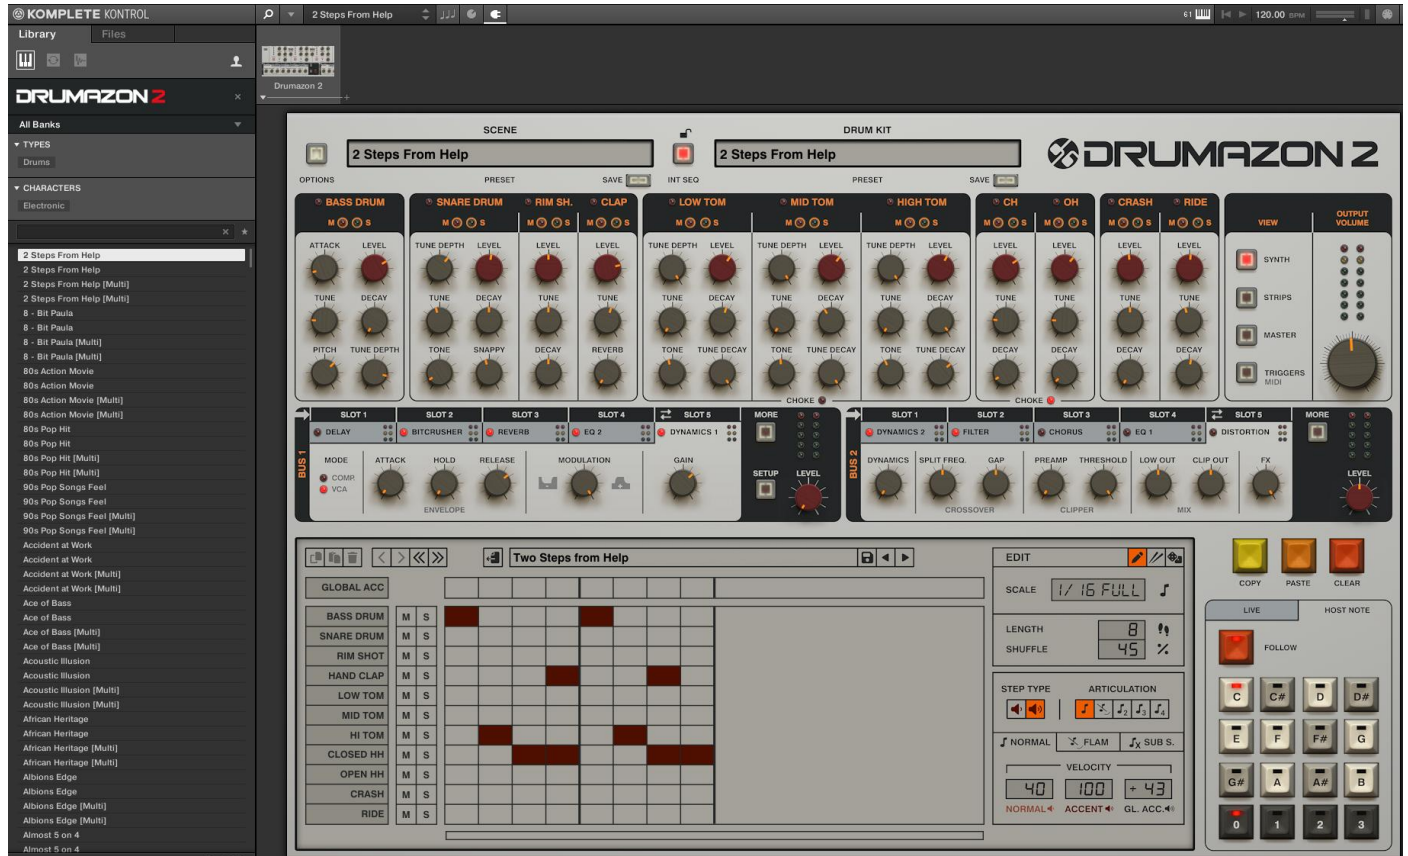 KOMPLETE KONTROL
2 Steps From Help
61
120.00 BPM
Library
Files
Drumazon 2
DRUMAZON 2
All Banks
TYPES
Drums
CHARACTERS
Electronic
2 Steps From Help
2 Steps From Help
2 Steps From Help [Multi]
2 Steps From Help [Multi]
8 - Bit Paula
8 - Bit Paula
8 - Bit Paula [Multi]
8 - Bit Paula [Multi]
80s Action Movie
80s Action Movie
80s Action Movie [Multi]
80s Action Movie [Multi]
80s Pop Hit
80s Pop Hit
80s Pop Hit [Multi]
80s Pop Hit [Multi]
90s Pop Songs Feel
90s Pop Songs Feel
90s Pop Songs Feel [Multi]
90s Pop Songs Feel [Multi]
Accident at Work
Accident at Work
Accident at Work [Multi]
Accident at Work [Multi]
Ace of Bass
Ace of Bass
Ace of Bass [Multi]
Ace of Bass [Multi]
Acoustic Illusion
Acoustic Illusion
Acoustic Illusion [Multi]
Acoustic Illusion [Multi]
African Heritage
African Heritage
African Heritage [Multi]
African Heritage [Multi]
Albions Edge
Albions Edge
Albions Edge [Multi]
Albions Edge [Multi]
Almost 5 on 4
Almost 5 on 4
SCENE
DRUM KIT
2 Steps From Help
2 Steps From Help
DRUMAZON 2
OPTIONS
PRESET
SAVE
INT SEQ
PRESET
SAVE
BASS DRUM
SNARE DRUM
RIM SH.
CLAP
LOW TOM
MID TOM
HIGH TOM
CH
OH
CRASH
RIDE
VIEW
OUTPUT VOLUME
M S M S M S M S M S M S M S M S M S M S M S
ATTACK LEVEL TUNE DEPTH LEVEL LEVEL LEVEL TUNE DEPTH LEVEL TUNE DEPTH LEVEL TUNE DEPTH LEVEL LEVEL LEVEL LEVEL LEVEL
TUNE DECAY TUNE DECAY TUNE TUNE TUNE DECAY TUNE DECAY TUNE DECAY TUNE TUNE TUNE TUNE
PITCH TUNE DEPTH TONE SNAPPY DECAY REVERB TONE TUNE DECAY TONE TUNE DECAY TONE TUNE DECAY DECAY DECAY DECAY DECAY
SYNTH
STRIPS
MASTER
TRIGGERS
MIDI
CHOKE
CHOKE
BUS 1
SLOT 1 SLOT 2 SLOT 3 SLOT 4 SLOT 5 MORE
DELAY BITCRUSHER REVERB EQ 2 DYNAMICS 1
MODE ATTACK HOLD RELEASE MODULATION GAIN
COMP.
VCA
ENVELOPE
SETUP
LEVEL
BUS 2
SLOT 1 SLOT 2 SLOT 3 SLOT 4 SLOT 5 MORE
DYNAMICS 2 FILTER CHORUS EQ 1 DISTORTION
DYNAMICS SPLIT FREQ. GAP PREAMP THRESHOLD LOW OUT CLIP OUT FX
CROSSOVER CLIPPER MIX
LEVEL
Two Steps from Help
GLOBAL ACC
BASS DRUM M S
SNARE DRUM M S
RIM SHOT M S
HAND CLAP M S
LOW TOM M S
MID TOM M S
HI TOM M S
CLOSED HH M S
OPEN HH M S
CRASH M S
RIDE M S
EDIT
SCALE 1/16 FULL
LENGTH 8
SHUFFLE 45 %
STEP TYPE ARTICULATION
2 3 4
NORMAL FLAM X SUB S.
VELOCITY
40 100 + 43
NORMAL ACCENT GL. ACC.
COPY PASTE CLEAR
LIVE HOST NOTE
FOLLOW
C C# D D#
E F F# G
G# A A# B
0 1 2 3